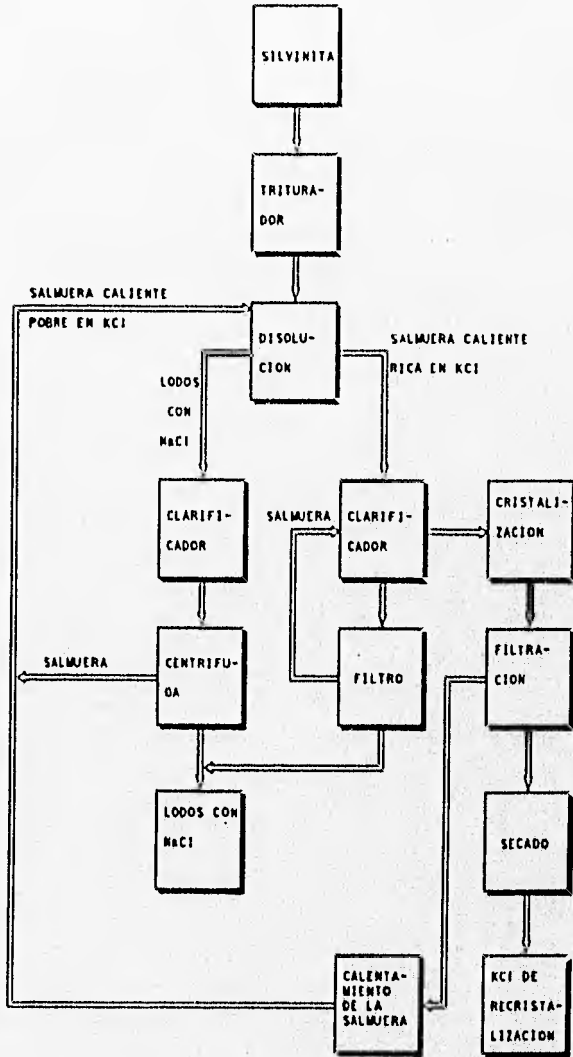 SILVINITA
TRITURA-
DOR
SALMUERA CALIENTE
POBRE EN KCl
DISOLU-
CION
SALMUERA CALIENTE
RICA EN KCl
LODOS
CON
NaCl
CLARIFI-
CADOR
SALMUERA
CLARIFI-
CADOR
CRISTALI-
ZACION
SALMUERA
CENTRIFU-
GA
FILTRO
FILTRA-
CION
LODOS CON
NaCl
SECADO
CALENTA-
MIENTO
DE LA
SALMUERA
KCl DE
RECRISTA-
LIZACION